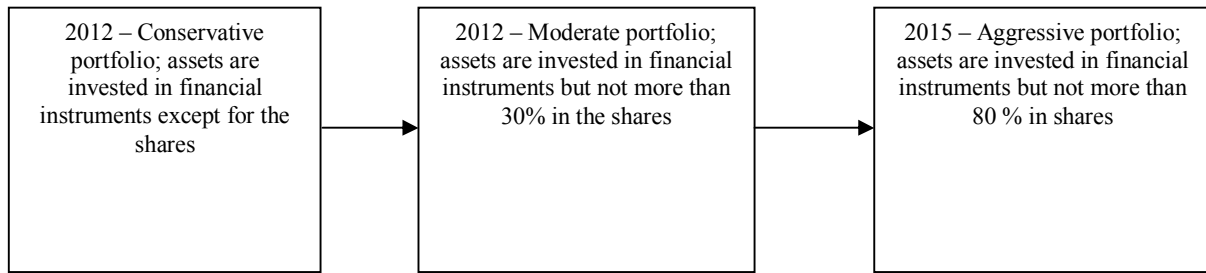 2012 – Conservative
portfolio; assets are
invested in financial
instruments except for the
shares
2012 – Moderate portfolio;
assets are invested in financial
instruments but not more than
30% in the shares
2015 – Aggressive portfolio;
assets are invested in financial
instruments but not more than
80 % in shares